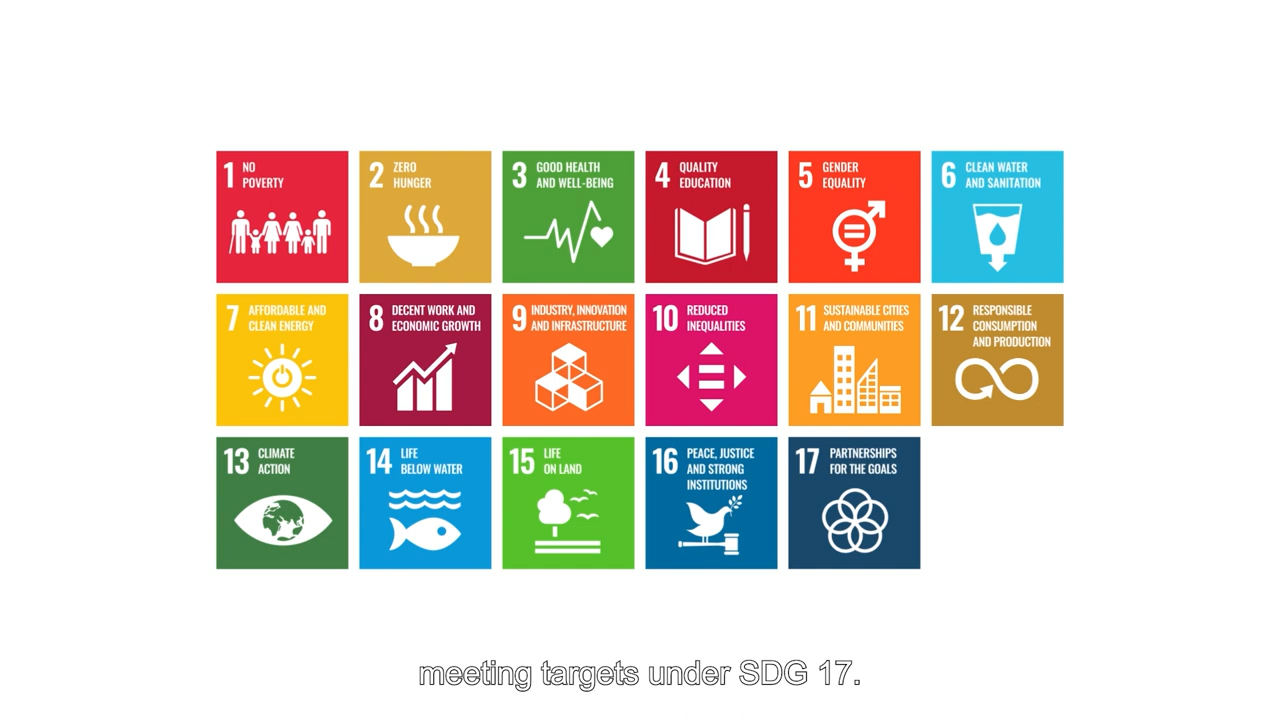 1 NO
POVERTY
2 ZERO
HUNGER
3 GOOD HEALTH
AND WELL-BEING
4 QUALITY
EDUCATION
5 GENDER
EQUALITY
6 CLEAN WATER
AND SANITATION
7 AFFORDABLE AND
CLEAN ENERGY
8 DECENT WORK AND
ECONOMIC GROWTH
9 INDUSTRY, INNOVATION
AND INFRASTRUCTURE
10 REDUCED
INEQUALITIES
11 SUSTAINABLE CITIES
AND COMMUNITIES
12 RESPONSIBLE
CONSUMPTION
AND PRODUCTION
13 CLIMATE
ACTION
14 LIFE
BELOW WATER
15 LIFE
ON LAND
16 PEACE, JUSTICE
AND STRONG
INSTITUTIONS
17 PARTNERSHIPS
FOR THE GOALS
meeting targets under SDG 17.